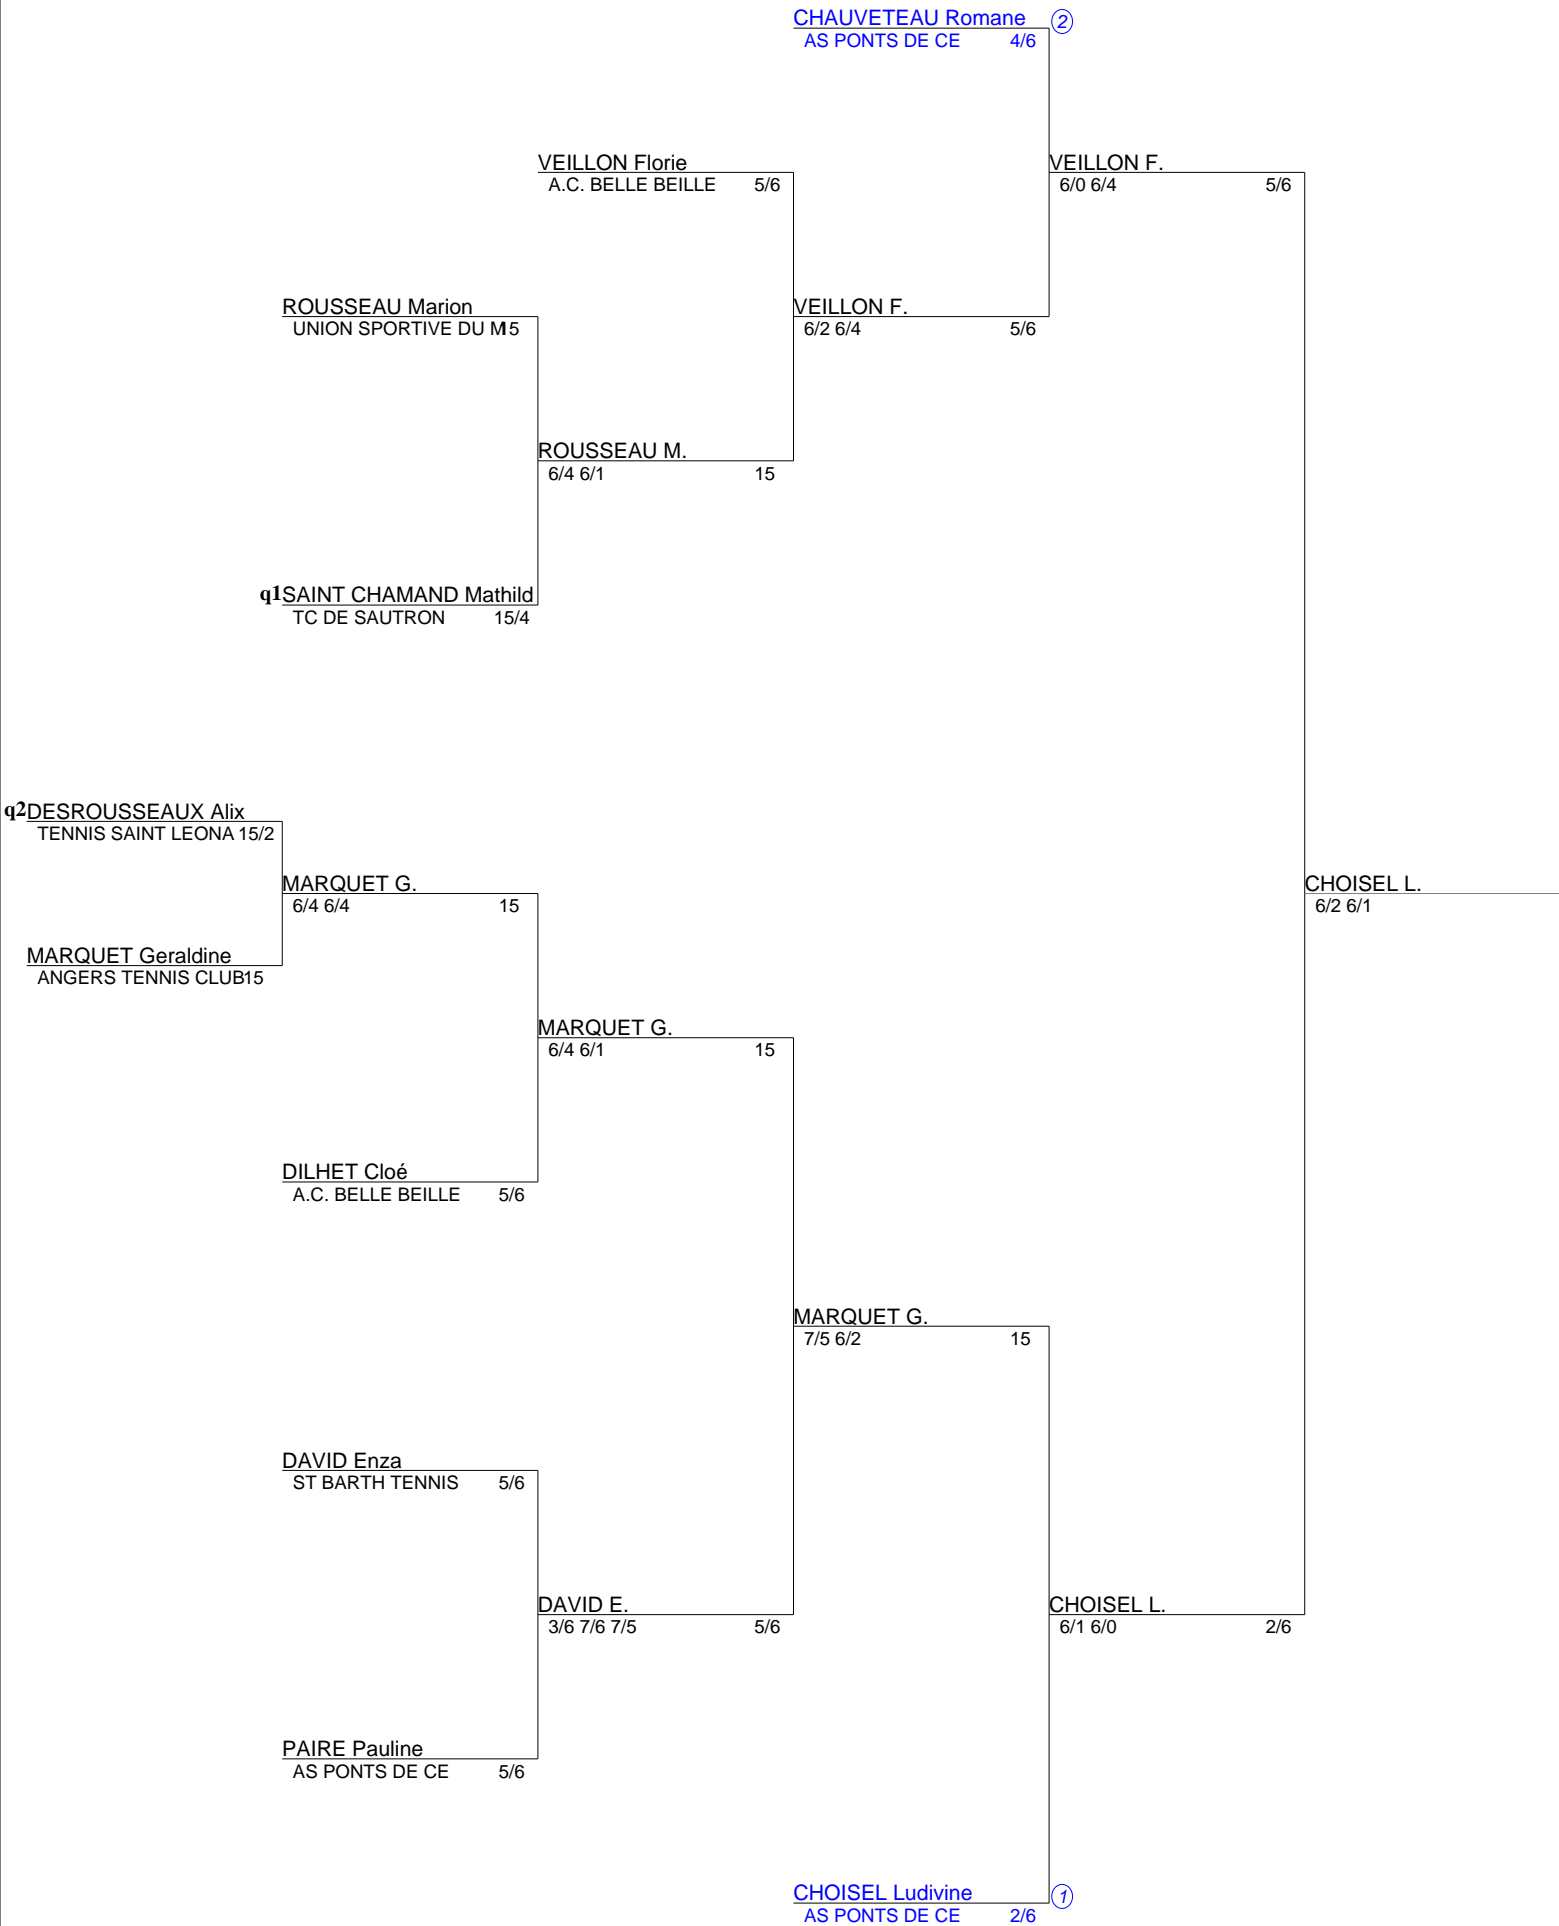 CHAUVETEAU Romane 2
AS PONTS DE CE 4/6
VEILLON Florie
A.C. BELLE BEILLE 5/6
VEILLON F.
6/0 6/4 5/6
ROUSSEAU Marion
UNION SPORTIVE DU M15
VEILLON F.
6/2 6/4 5/6
ROUSSEAU M.
6/4 6/1 15
q1 SAINT CHAMAND Mathild
TC DE SAUTRON 15/4
q2 DESROUSSEAUX Alix
TENNIS SAINT LEONA 15/2
MARQUET G.
6/4 6/4 15
CHOISEL L.
6/2 6/1
MARQUET Geraldine
ANGERS TENNIS CLUB15
MARQUET G.
6/4 6/1 15
DILHET Cloé
A.C. BELLE BEILLE 5/6
MARQUET G.
7/5 6/2 15
DAVID Enza
ST BARTH TENNIS 5/6
DAVID E.
3/6 7/6 7/5 5/6
CHOISEL L.
6/1 6/0 2/6
PAIRE Pauline
AS PONTS DE CE 5/6
CHOISEL Ludivine 1
AS PONTS DE CE 2/6